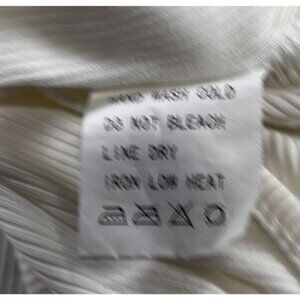 HAND WASH COLD
DO NOT BLEACH
LINE DRY
IRON LOW HEAT